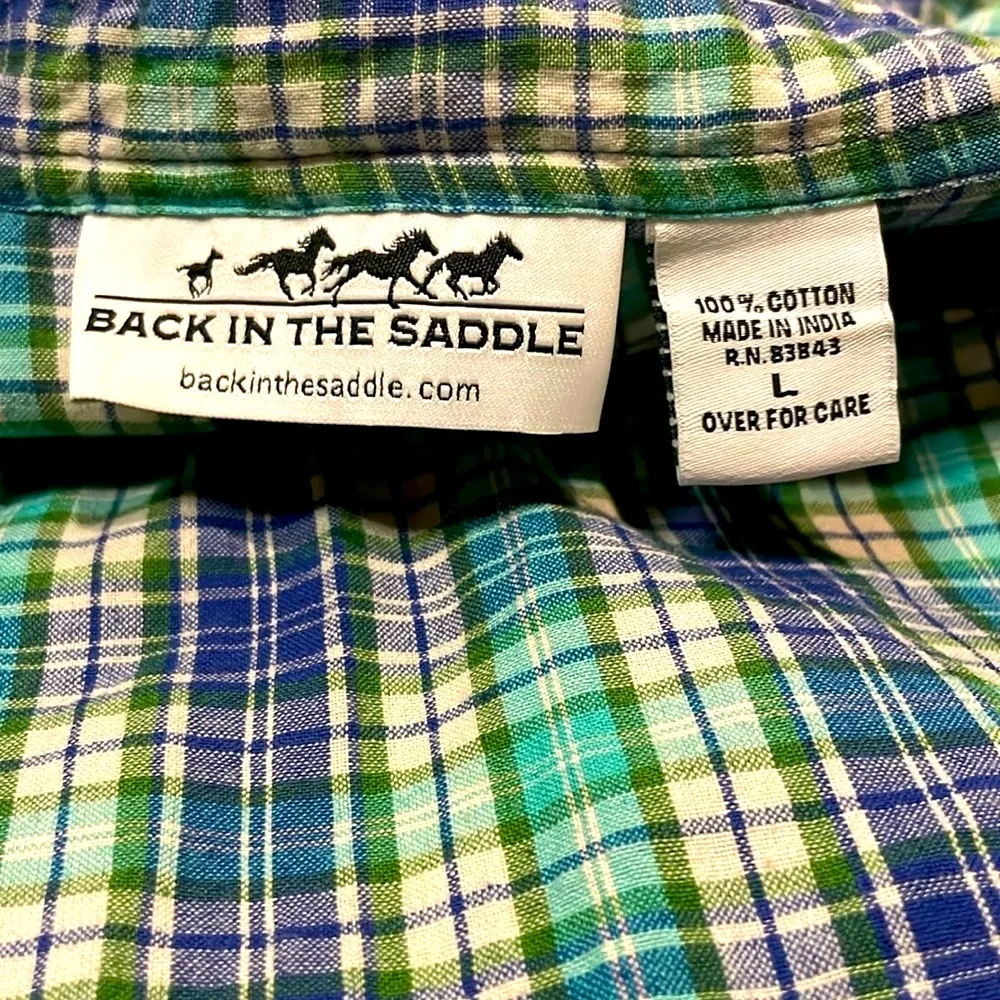 BACK IN THE SADDLE
backinthesaddle.com
100% COTTON
MADE IN INDIA
R.N. 83843
L
OVER FOR CARE